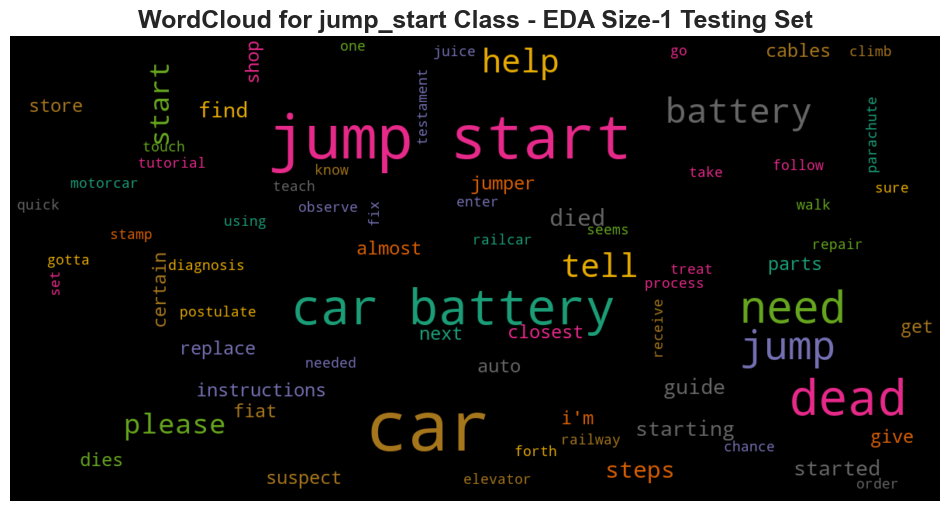 WordCloud for jump_start Class - EDA Size-1 Testing Set
one
juice
go
cables
climb
shop
help
store
start
find
testament
battery
parachute
jump start
touch
tutorial
know
take
follow
motorcar
teach
jumper
sure
quick
observe
fix
enter
walk
using
died
seems
stamp
almost
railcar
repair
gotta
diagnosis
certain
tell
treat
parts
set
process
postulate
car battery
need
receive
next
closest
get
replace
jump
needed
auto
instructions
guide
dead
fiat
please
car
i'm
starting
give
railway
chance
forth
dies
suspect
elevator
steps
started
order